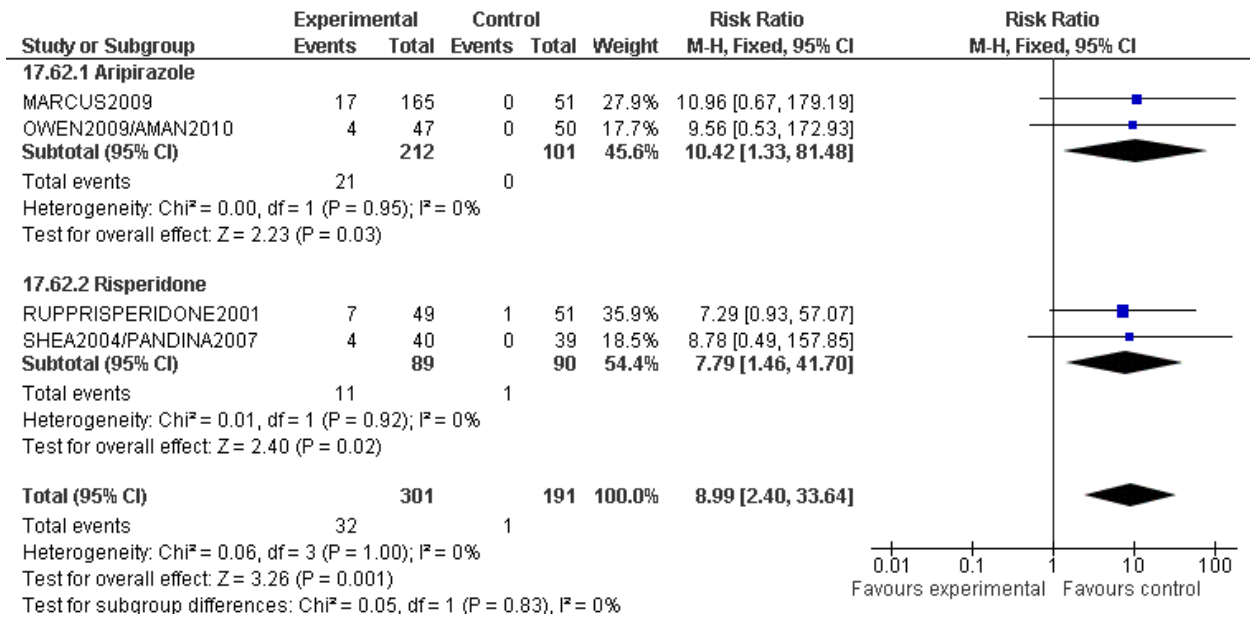 Experimental Control Risk Ratio Risk Ratio
Study or Subgroup Events Total Events Total Weight M-H, Fixed, 95% CI M-H, Fixed, 95% CI
17.62.1 Aripirazole
MARCUS2009 17 165 0 51 27.9% 10.96 [0.67, 179.19]
OWEN2009/AMAN2010 4 47 0 50 17.7% 9.56 [0.53, 172.93]
Subtotal (95% CI) 212 101 45.6% 10.42 [1.33, 81.48]
Total events 21 0
Heterogeneity: Chi² = 0.00, df = 1 (P = 0.95); I² = 0%
Test for overall effect: Z = 2.23 (P = 0.03)
17.62.2 Risperidone
RUPPRISPERIDONE2001 7 49 1 51 35.9% 7.29 [0.93, 57.07]
SHEA2004/PANDINA2007 4 40 0 39 18.5% 8.78 [0.49, 157.85]
Subtotal (95% CI) 89 90 54.4% 7.79 [1.46, 41.70]
Total events 11 1
Heterogeneity: Chi² = 0.01, df = 1 (P = 0.92); I² = 0%
Test for overall effect: Z = 2.40 (P = 0.02)
Total (95% CI) 301 191 100.0% 8.99 [2.40, 33.64]
Total events 32 1
Heterogeneity: Chi² = 0.06, df = 3 (P = 1.00); I² = 0%
Test for overall effect: Z = 3.26 (P = 0.001)
Test for subgroup differences: Chi² = 0.05, df = 1 (P = 0.83), I² = 0%
0.01 0.1 1 10 100
Favours experimental Favours control